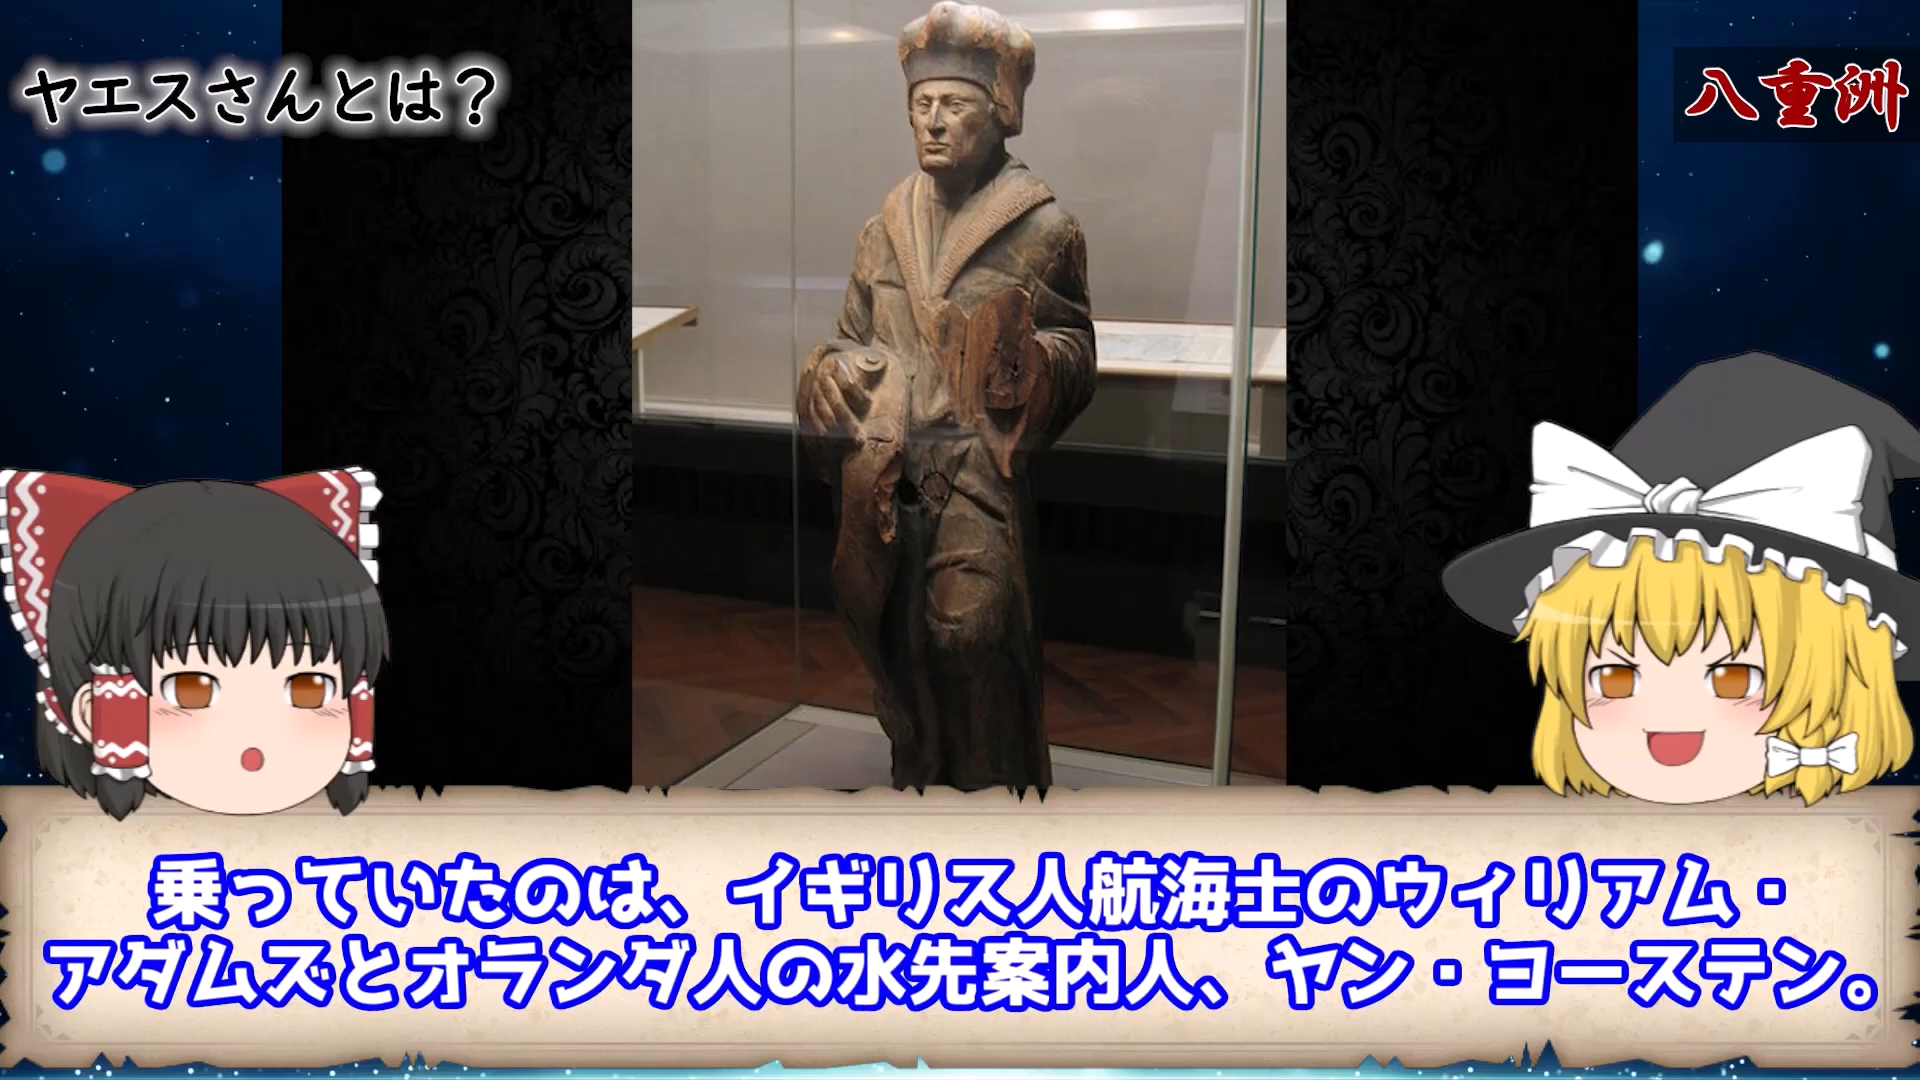 ヤエスさんとは？
八重洲
乗っていたのは、イギリス人航海士のウィリアム・
アダムズとオランダ人の水先案内人、ヤン・ヨーステン。